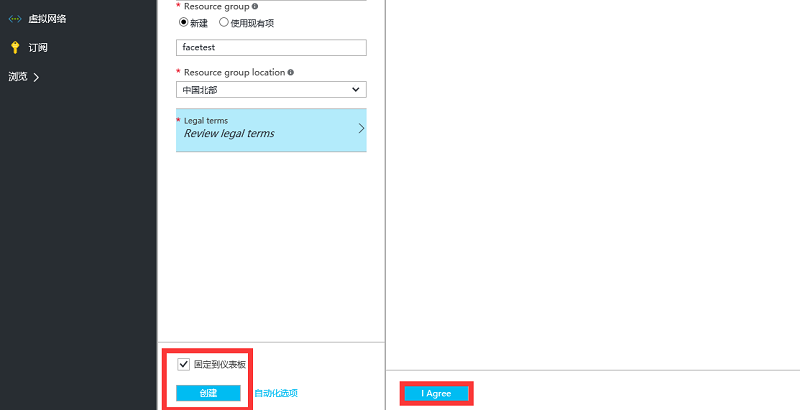 虚拟网络
订阅
浏览
* Resource group
新建 使用现有项
facetest
* Resource group location
中国北部
* Legal terms
Review legal terms
固定到仪表板
创建 自动化选项
I Agree